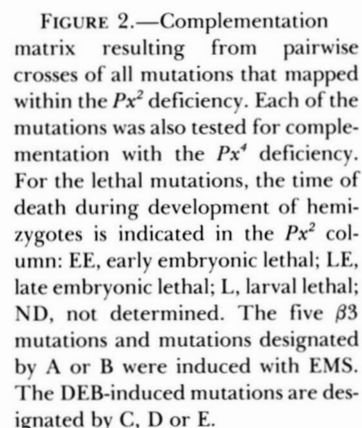 FIGURE 2.—Complementation
matrix resulting from pairwise
crosses of all mutations that mapped
within the Px² deficiency. Each of the
mutations was also tested for comple-
mentation with the Px⁴ deficiency.
For the lethal mutations, the time of
death during development of hemi-
zygotes is indicated in the Px² col-
umn: EE, early embryonic lethal; LE,
late embryonic lethal; L, larval lethal;
ND, not determined. The five β3
mutations and mutations designated
by A or B were induced with EMS.
The DEB-induced mutations are des-
ignated by C, D or E.